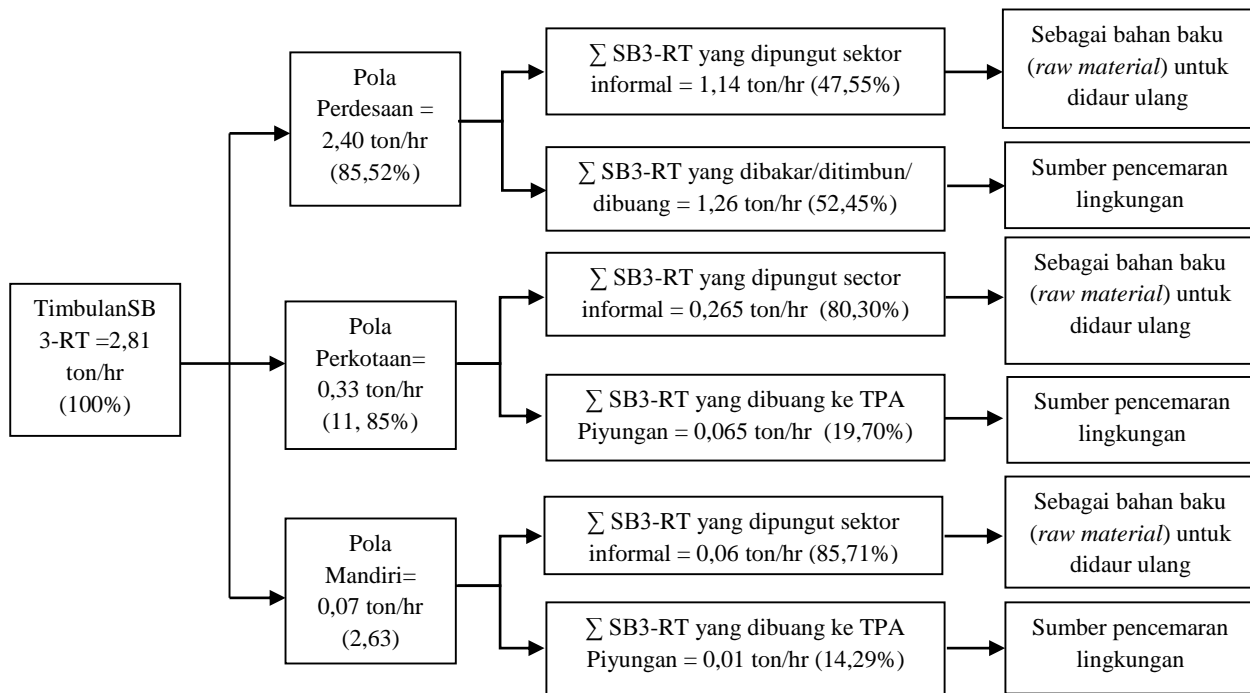 TimbulanSB
3-RT =2,81
ton/hr
(100%)
Pola
Perdesaan =
2,40 ton/hr
(85,52%)
∑ SB3-RT yang dipungut sektor
informal = 1,14 ton/hr (47,55%)
Sebagai bahan baku
(raw material) untuk
didaur ulang
∑ SB3-RT yang dibakar/ditimbun/
dibuang = 1,26 ton/hr (52,45%)
Sumber pencemaran
lingkungan
Pola
Perkotaan=
0,33 ton/hr
(11, 85%)
∑ SB3-RT yang dipungut sector
informal = 0,265 ton/hr (80,30%)
Sebagai bahan baku
(raw material) untuk
didaur ulang
∑ SB3-RT yang dibuang ke TPA
Piyungan = 0,065 ton/hr (19,70%)
Sumber pencemaran
lingkungan
Pola
Mandiri=
0,07 ton/hr
(2,63)
∑ SB3-RT yang dipungut sektor
informal = 0,06 ton/hr (85,71%)
Sebagai bahan baku
(raw material) untuk
didaur ulang
∑ SB3-RT yang dibuang ke TPA
Piyungan = 0,01 ton/hr (14,29%)
Sumber pencemaran
lingkungan